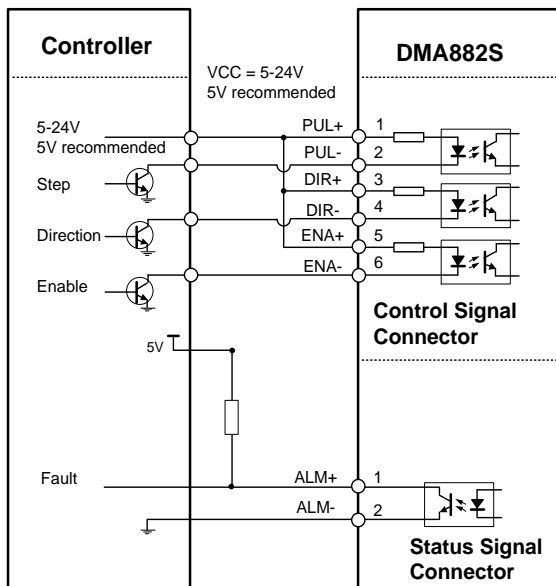 Controller
DMA882S
VCC = 5-24V
5V recommended
5-24V
5V recommended
PUL+ 1
PUL- 2
Step
DIR+ 3
DIR- 4
Direction
ENA+ 5
ENA- 6
Enable
Control Signal
Connector
5V
Fault
ALM+ 1
ALM- 2
Status Signal
Connector